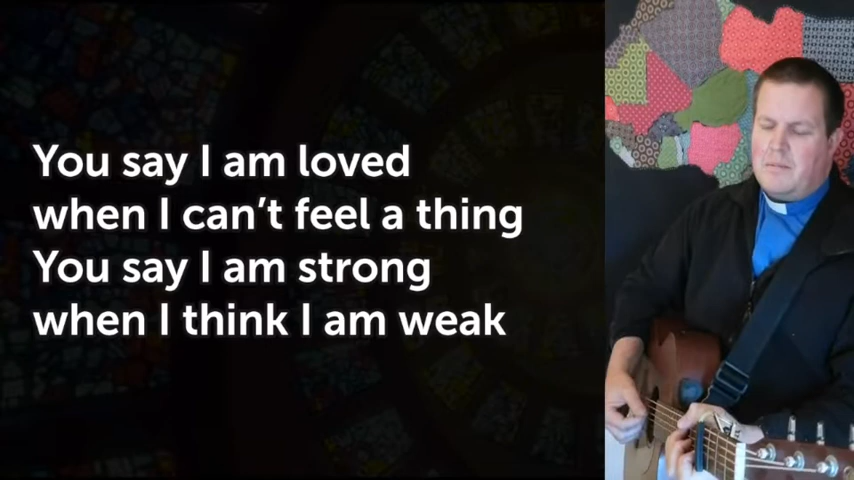 You say I am loved
when I can’t feel a thing
You say I am strong
when I think I am weak